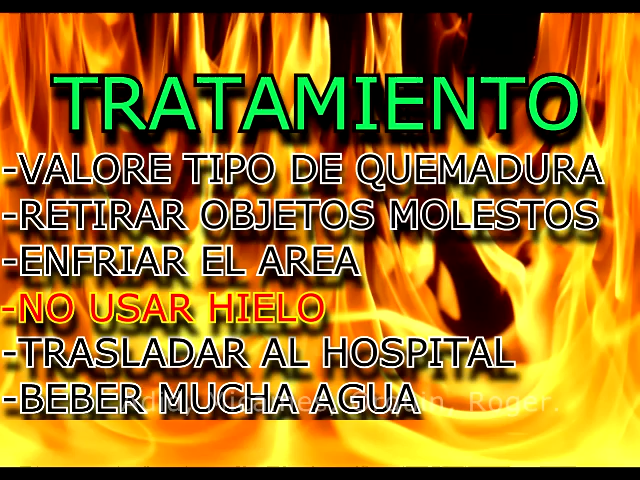 TRATAMIENTO
-VALORE TIPO DE QUEMADURA
-RETIRAR OBJETOS MOLESTOS
-ENFRIAR EL AREA
-NO USAR HIELO
-TRASLADAR AL HOSPITAL
-BEBER MUCHA AGUA
Roger.